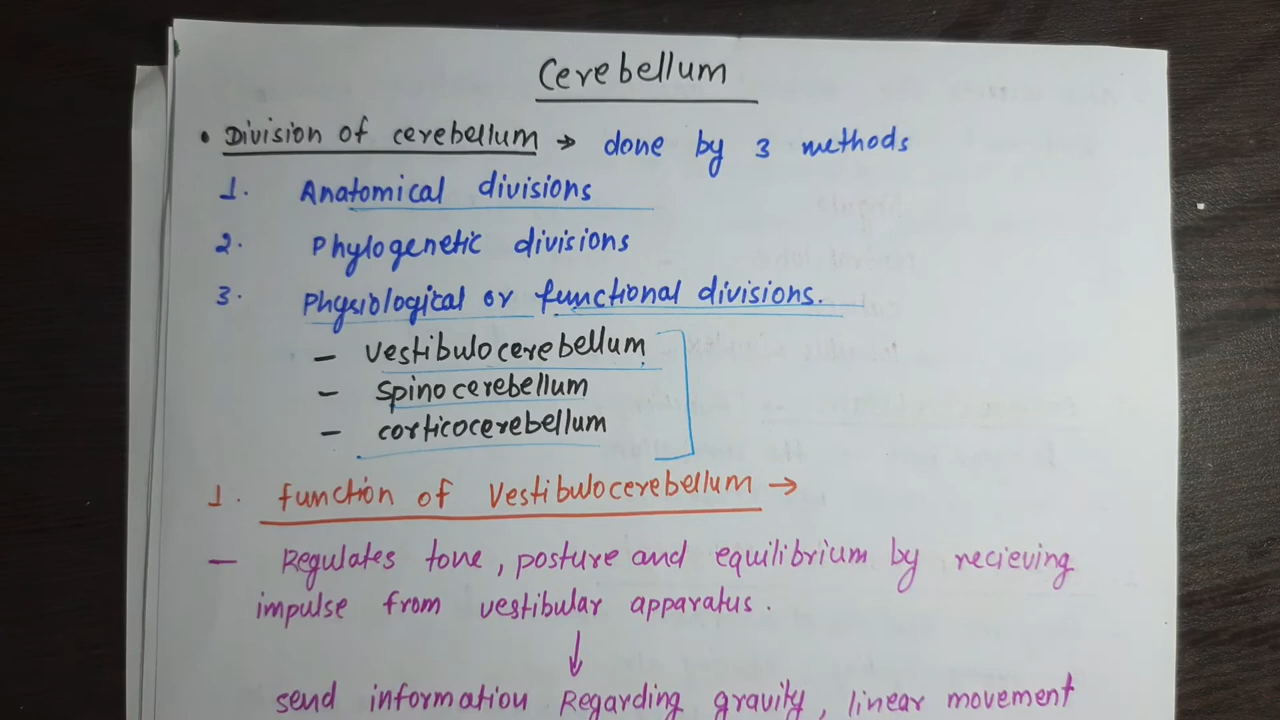 Cerebellum
• Division of cerebellum → done by 3 methods
1. Anatomical divisions
2. Phylogenetic divisions
3. Physiological or functional divisions.
– vestibulocerebellum
– spinocerebellum
– corticocerebellum
1. function of vestibulocerebellum →
– Regulates tone, posture and equilibrium by recieving
impulse from vestibular apparatus.
↓
send information Regarding gravity, linear movement